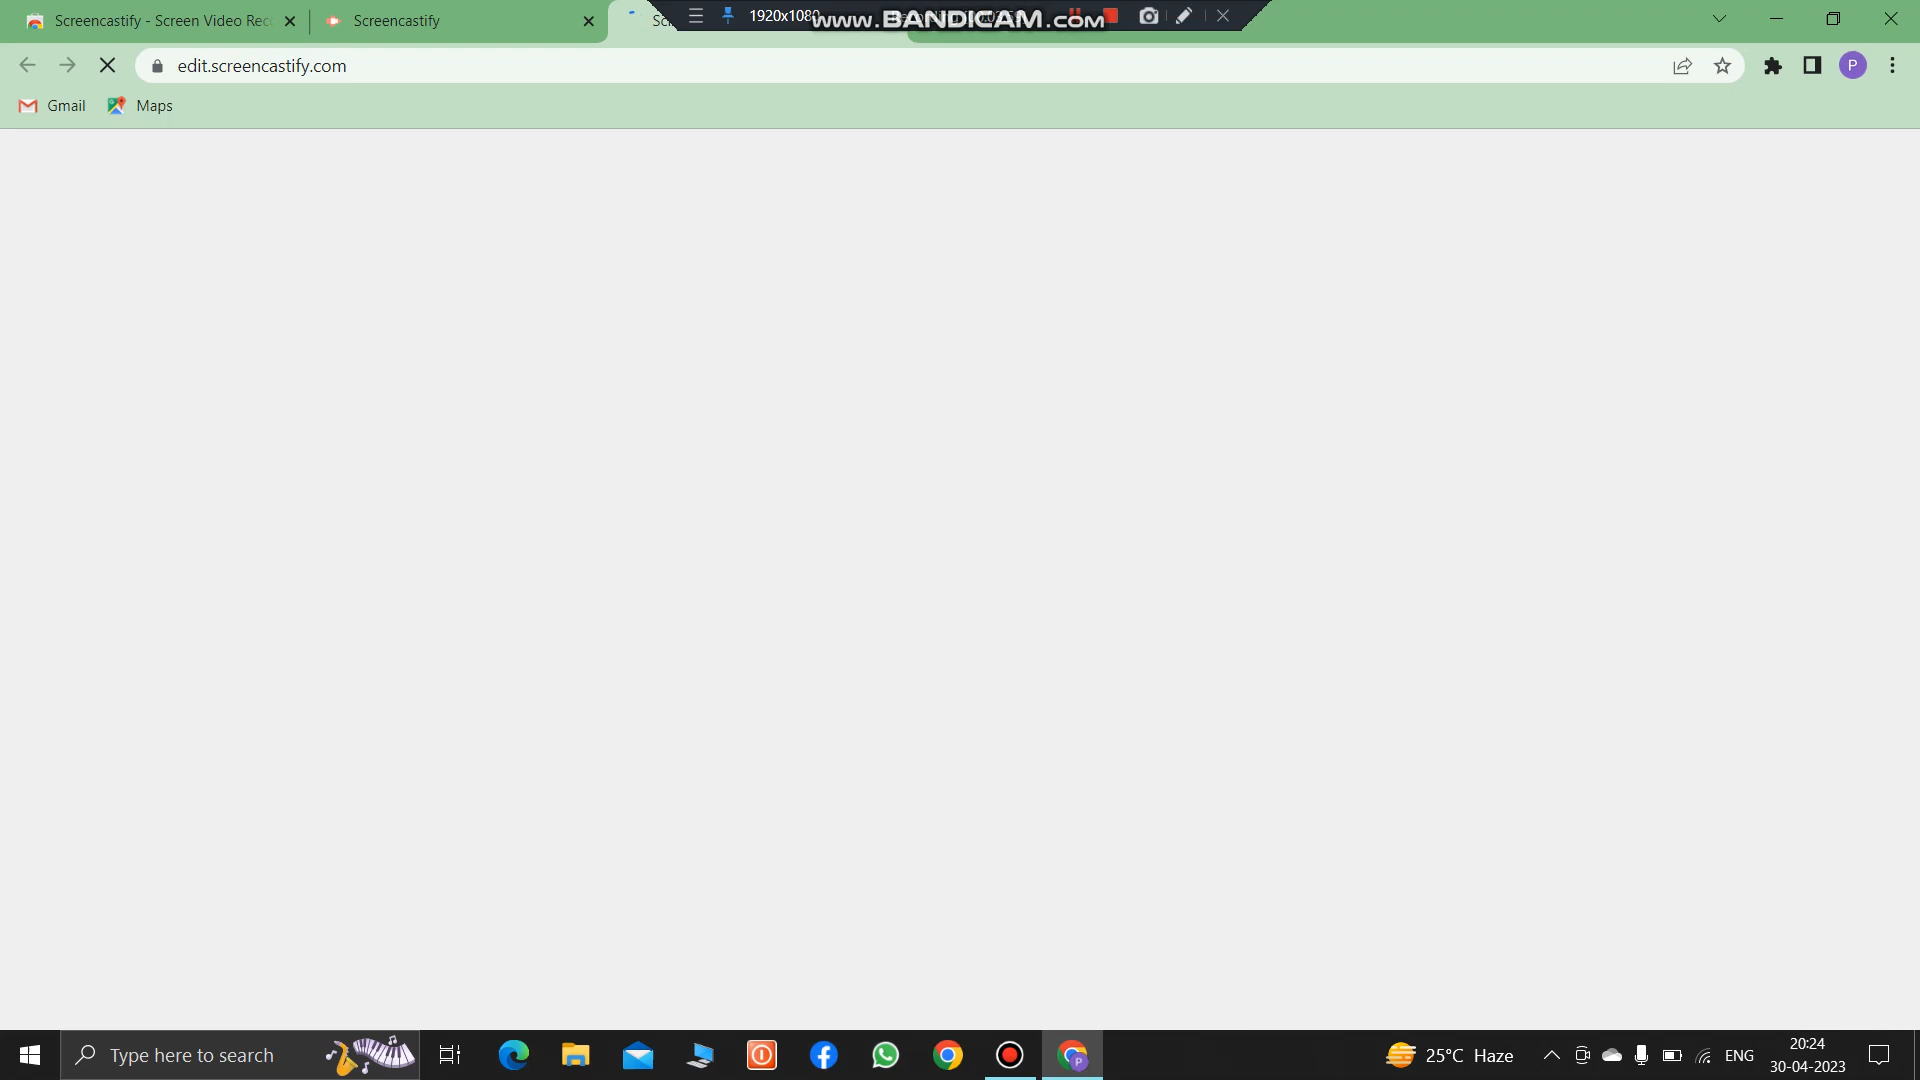 Screencastify - Screen Video Rec
Screencastify
1920x1080
www.BANDICAM.com
edit.screencastify.com
P
Gmail
Maps
Type here to search
25°C Haze
ENG
20:24
30-04-2023